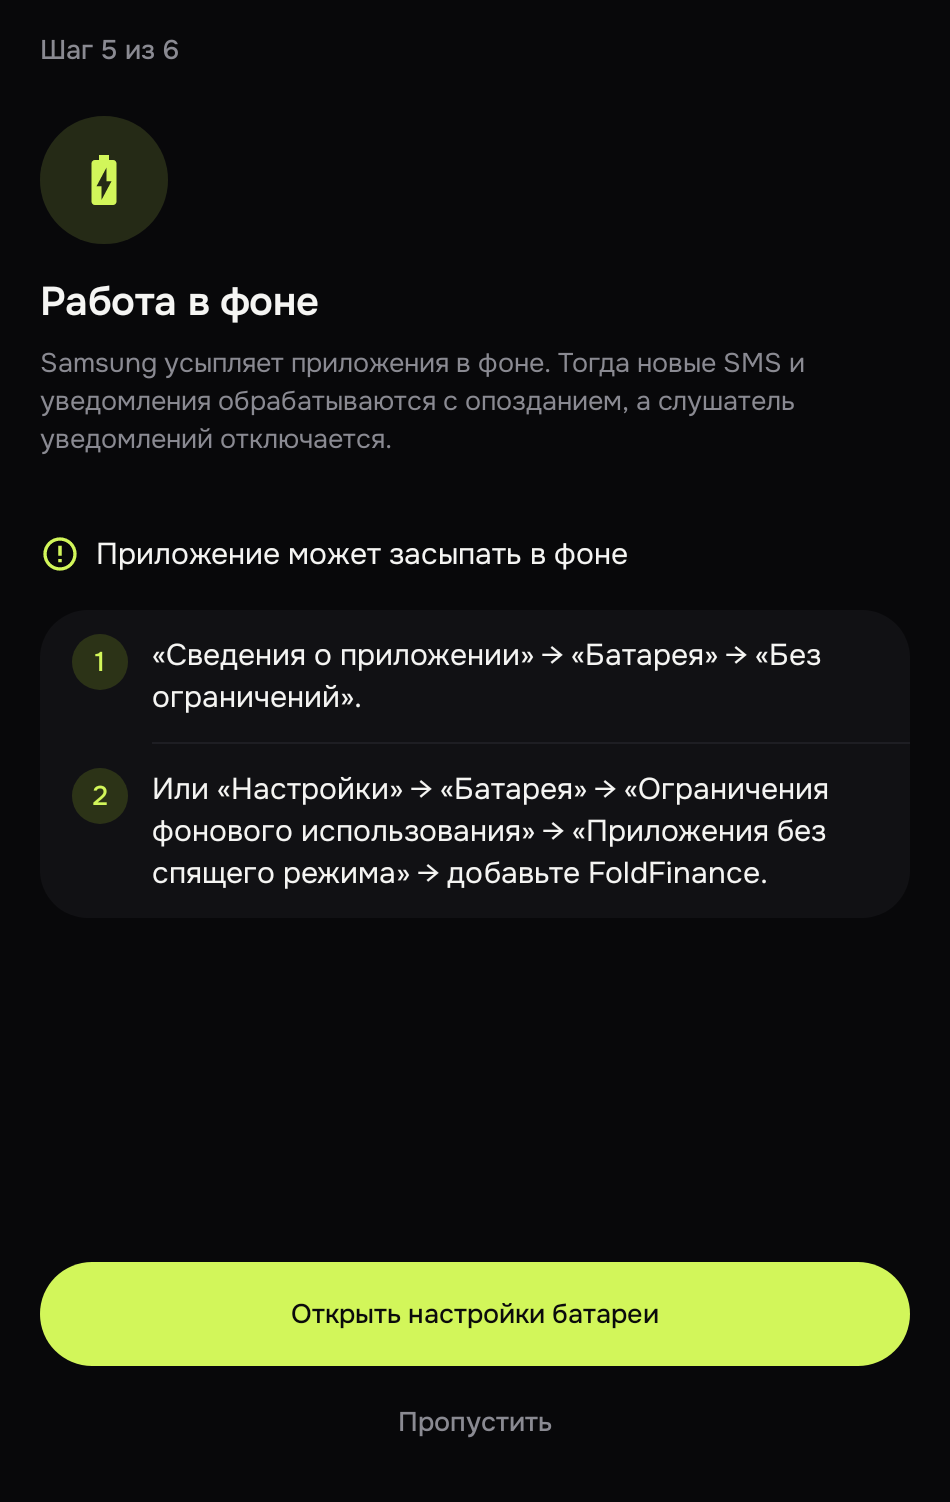 Шаг 5 из 6
Работа в фоне
Samsung усыпляет приложения в фоне. Тогда новые SMS и
уведомления обрабатываются с опозданием, а слушатель
уведомлений отключается.
Приложение может засыпать в фоне
1
«Сведения о приложении» → «Батарея» → «Без
ограничений».
2
Или «Настройки» → «Батарея» → «Ограничения
фонового использования» → «Приложения без
спящего режима» → добавьте FoldFinance.
Открыть настройки батареи
Пропустить